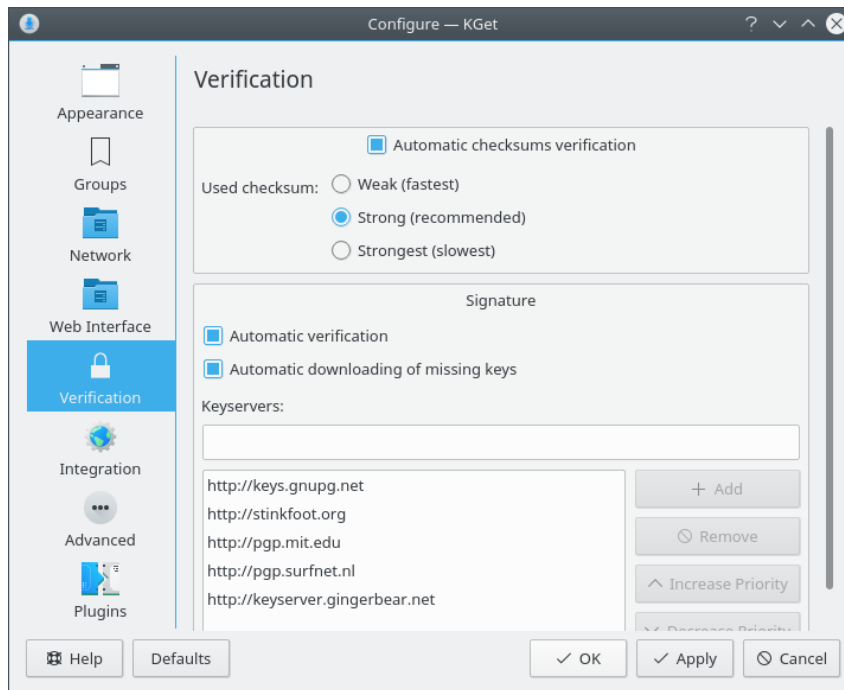 Configure — KGet
Appearance
Groups
Network
Web Interface
Verification
Integration
Advanced
Plugins
Verification
Automatic checksums verification
Used checksum:
Weak (fastest)
Strong (recommended)
Strongest (slowest)
Signature
Automatic verification
Automatic downloading of missing keys
Keyservers:
http://keys.gnupg.net
http://stinkfoot.org
http://pgp.mit.edu
http://pgp.surfnet.nl
http://keyserver.gingerbear.net
Add
Remove
Increase Priority
Decrease Priority
Help
Defaults
OK
Apply
Cancel